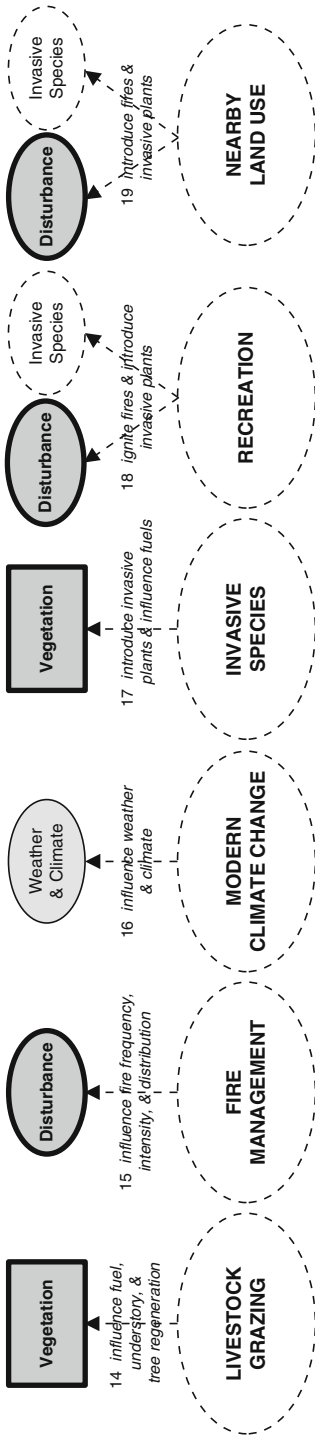 Vegetation
14 influence fuel,
understory, &
tree regeneration
LIVESTOCK
GRAZING
Disturbance
15 influence fire frequency,
intensity, & distribution
FIRE
MANAGEMENT
Weather
& Climate
16 influence weather
& climate
MODERN
CLIMATE CHANGE
Vegetation
17 introduce invasive
plants & influence fuels
INVASIVE
SPECIES
Disturbance
Invasive
Species
18 ignite fires & introduce
invasive plants
RECREATION
Disturbance
Invasive
Species
19 introduce fires &
invasive plants
NEARBY
LAND USE